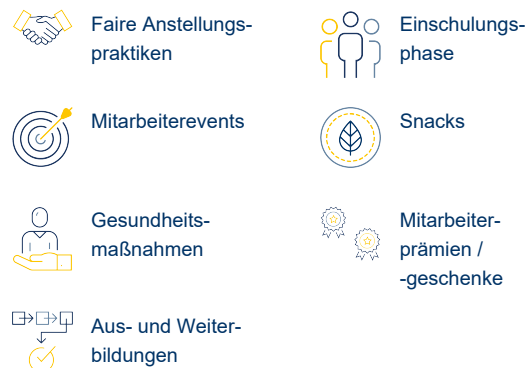 Faire Anstellungs-
praktiken
Einschulungs-
phase
Mitarbeiterevents
Snacks
Gesundheits-
maßnahmen
Mitarbeiter-
prämien /
-geschenke
Aus- und Weiter-
bildungen